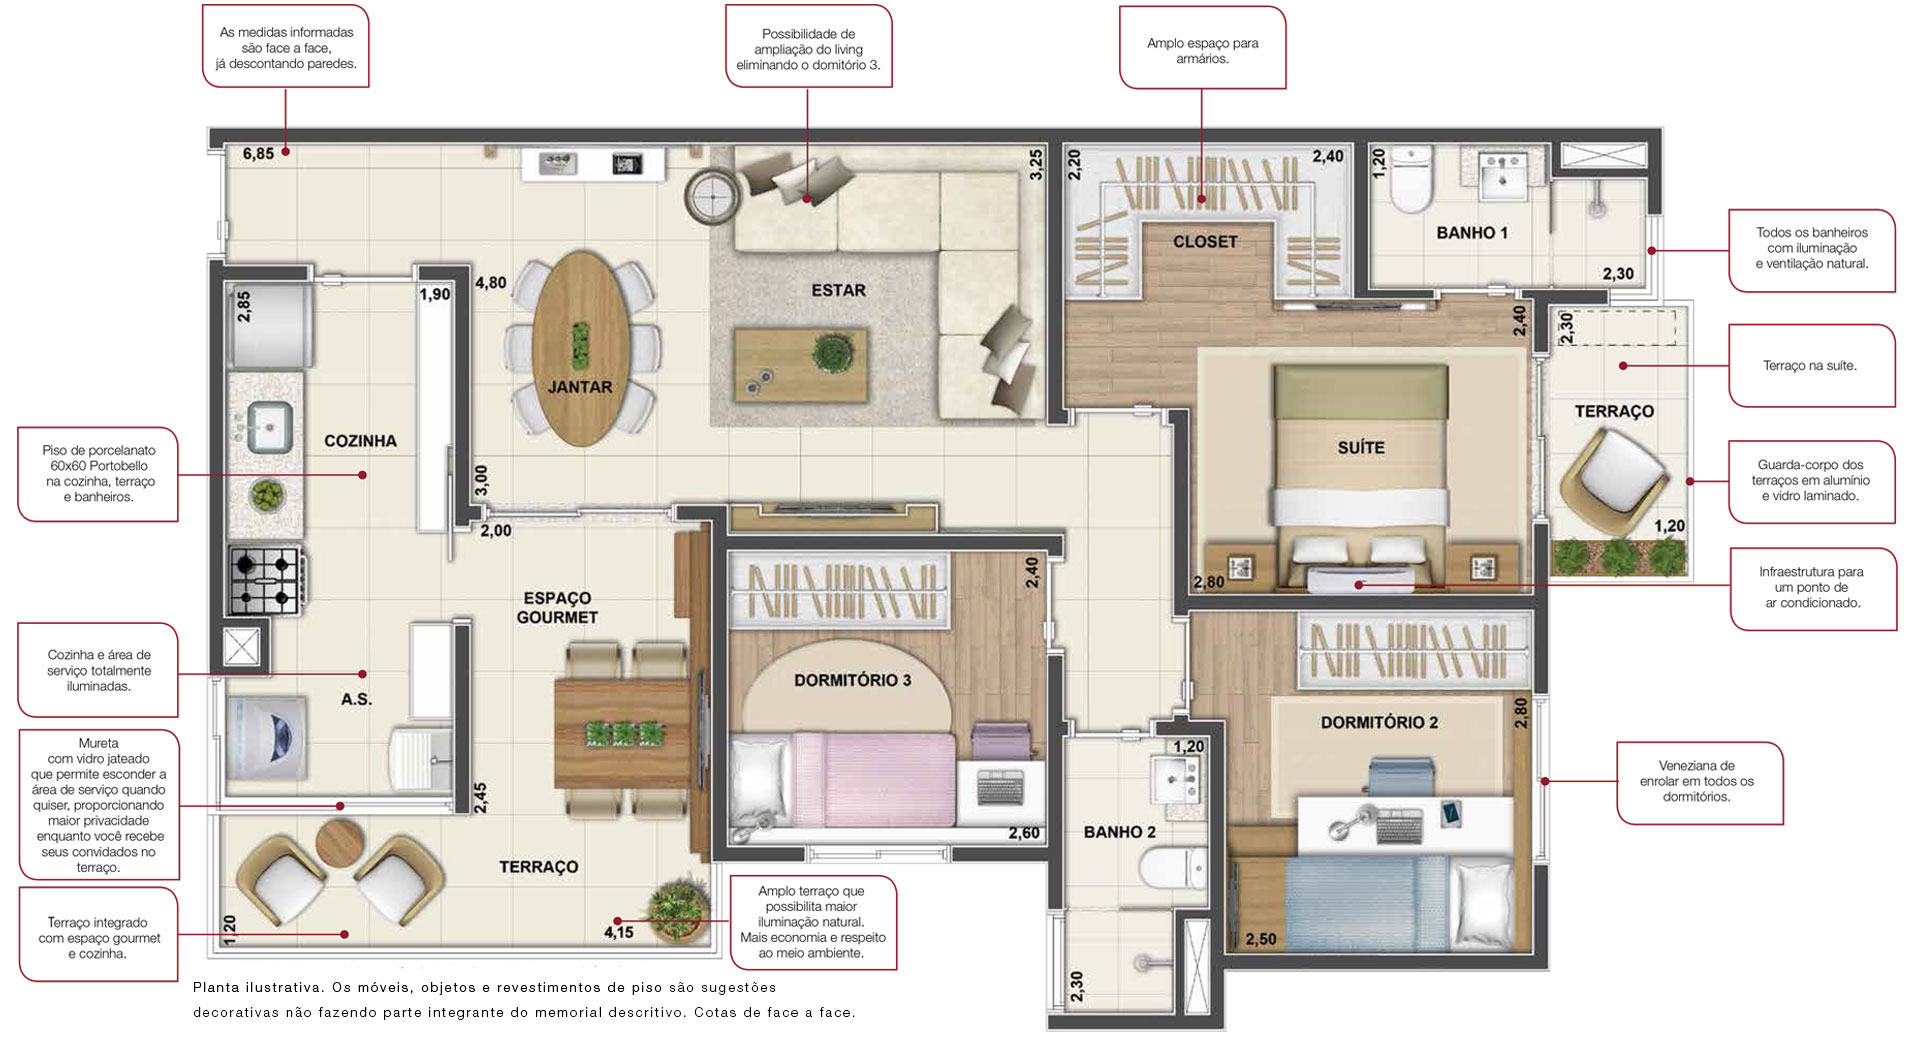 As medidas informadas
são face a face,
já descontando paredes.
Possibilidade de
ampliação do living
eliminando o domitório 3.
Amplo espaço para
armários.
6,85
3,25
2,20
2,40
1,20
CLOSET
BANHO 1
2,30
Todos os banheiros
com iluminação
e ventilação natural.
2,85
1,90
4,80
ESTAR
JANTAR
2,40
2,30
Terraço na suíte.
TERRAÇO
COZINHA
SUÍTE
Piso de porcelanato
60x60 Portobello
na cozinha, terraço
e banheiros.
Guarda-corpo dos
terraços em alumínio
e vidro laminado.
3,00
2,00
1,20
2,40
2,80
Infraestrutura para
um ponto de
ar condicionado.
ESPAÇO
GOURMET
Cozinha e área de
serviço totalmente
iluminadas.
A.S.
DORMITÓRIO 3
DORMITÓRIO 2
2,80
Mureta
com vidro jateado
que permite esconder a
área de serviço quando
quiser, proporcionando
maior privacidade
enquanto você recebe
seus convidados no
terraço.
2,45
1,20
Veneziana de
enrolar em todos os
dormitórios.
2,60
BANHO 2
TERRAÇO
Terraço integrado
com espaço gourmet
e cozinha.
1,20
4,15
Amplo terraço que
possibilita maior
iluminação natural.
Mais economia e respeito
ao meio ambiente.
2,50
2,30
Planta ilustrativa. Os móveis, objetos e revestimentos de piso são sugestões
decorativas não fazendo parte integrante do memorial descritivo. Cotas de face a face.